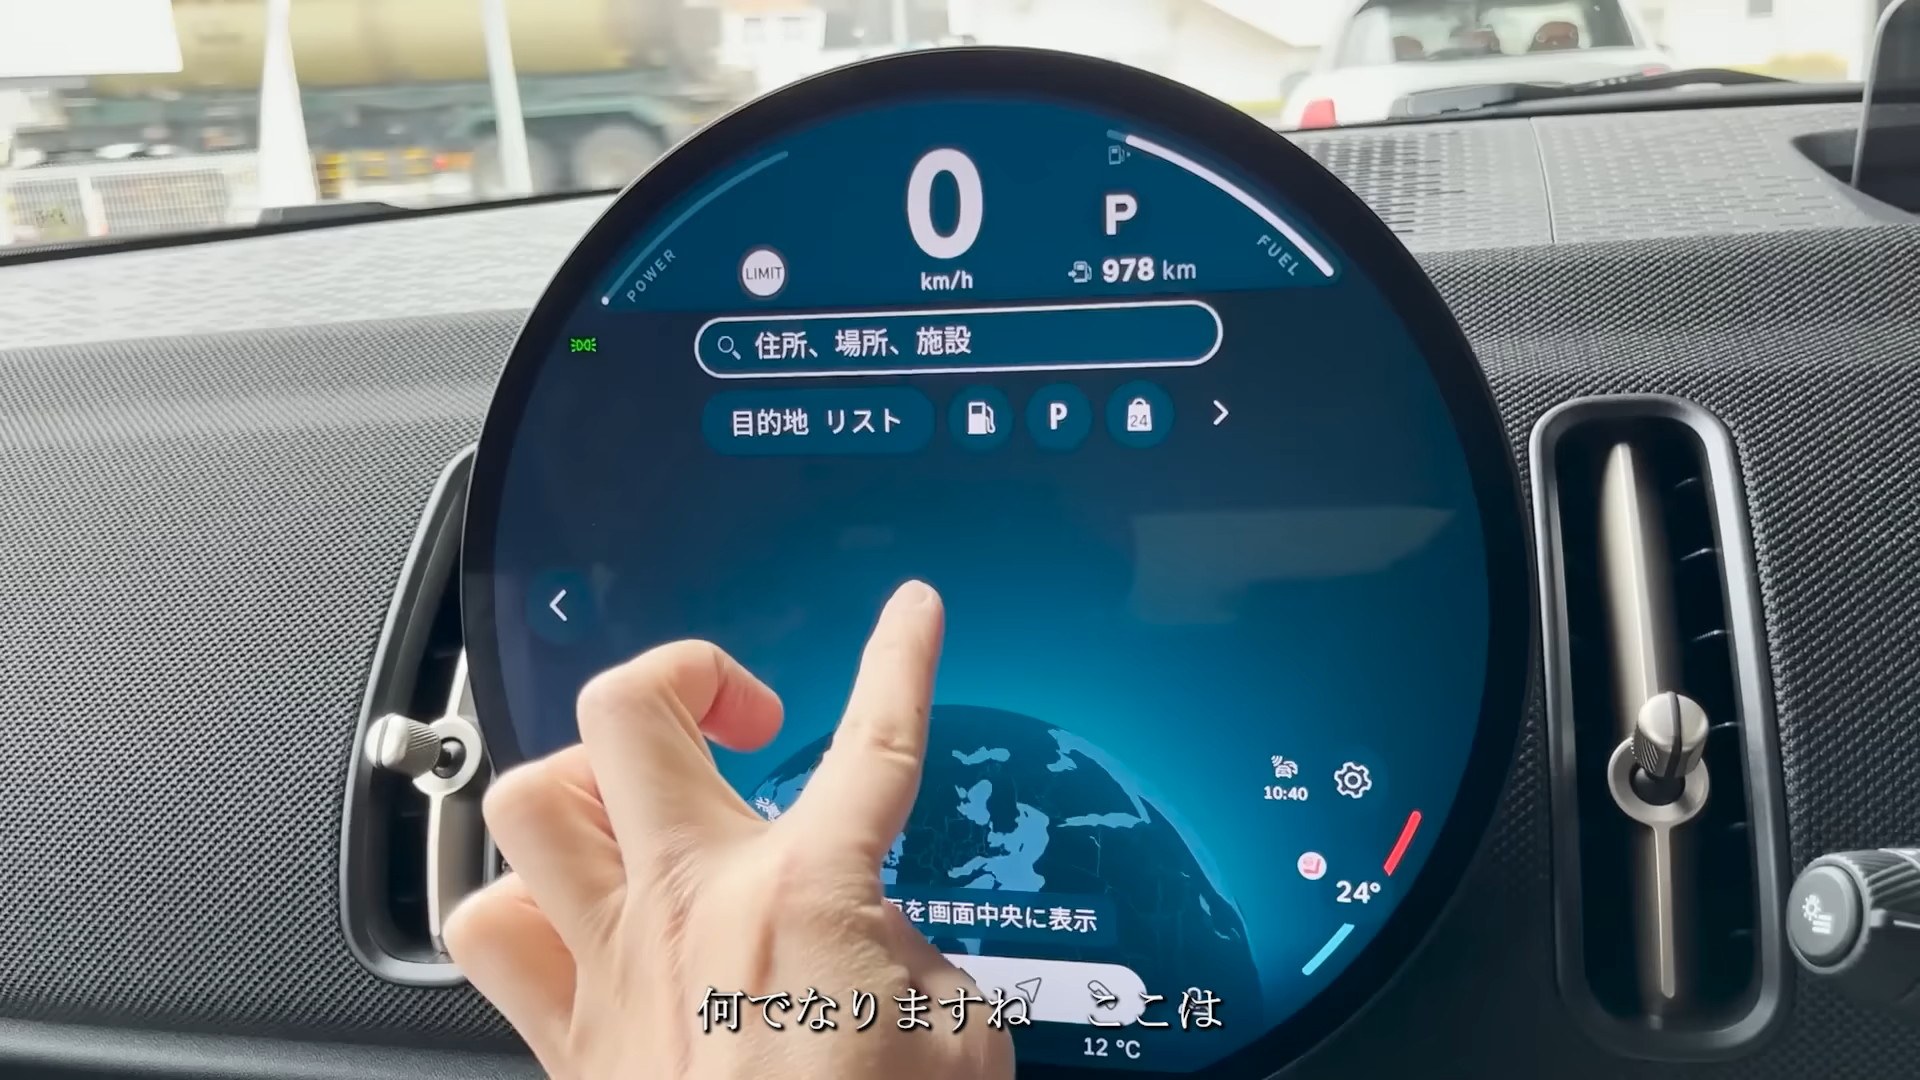 0
km/h
P
978 km
POWER
LIMIT
FUEL
住所、場所、施設
目的地 リスト
P
24
10:40
24°
を画面中央に表示
何でなりますね ここは
12 °C